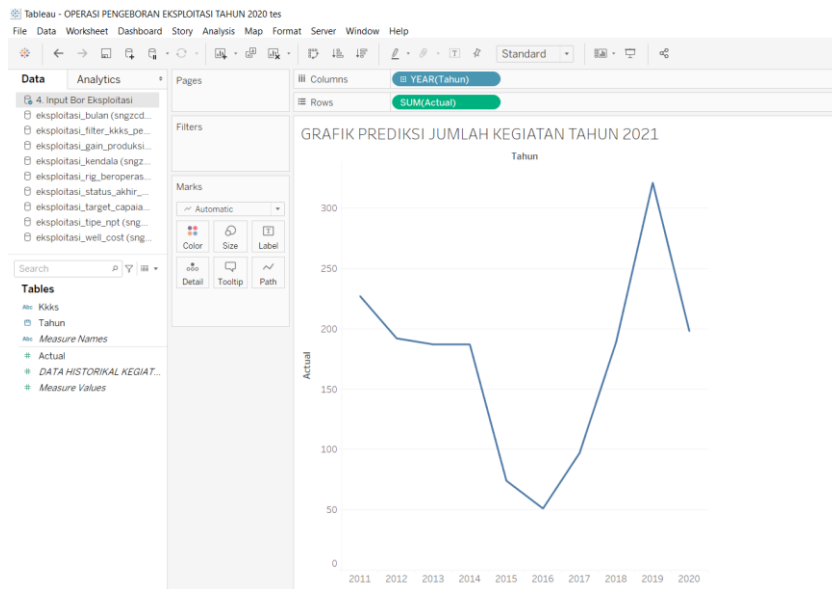 Tableau - OPERASI PENGEBORAN EKSPLOITASI TAHUN 2020 tes
File Data Worksheet Dashboard Story Analysis Map Format Server Window Help
Standard
Data Analytics
4. Input Bor Eksploitasi
eksploitasi_bulan (sngzcd...
eksploitasi_filter_kkks_pe...
eksploitasi_gain_produksi...
eksploitasi_kendala (sngz...
eksploitasi_rig_beroperas...
eksploitasi_status_akhir_...
eksploitasi_target_capaia...
eksploitasi_tipe_npt (sng...
eksploitasi_well_cost (sng...
Search
Tables
Abc Kkks
Tahun
Abc Measure Names
# Actual
# DATA HISTORIKAL KEGIAT...
# Measure Values
Pages
Filters
Marks
Automatic
Color Size Label
Detail Tooltip Path
Columns YEAR(Tahun)
Rows SUM(Actual)
GRAFIK PREDIKSI JUMLAH KEGIATAN TAHUN 2021
Tahun
Actual
300
250
200
150
100
50
0
2011 2012 2013 2014 2015 2016 2017 2018 2019 2020